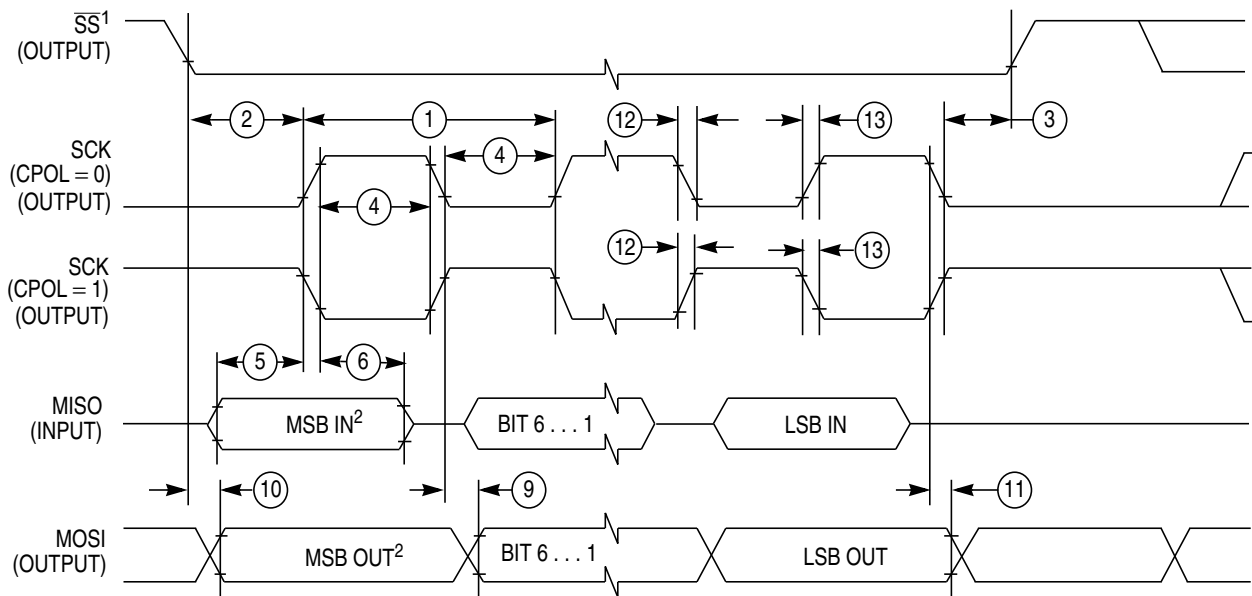 SS¹
(OUTPUT)
2
1
12
13
3
SCK
(CPOL = 0)
(OUTPUT)
4
4
12
13
SCK
(CPOL = 1)
(OUTPUT)
5
6
MISO
(INPUT)
MSB IN²
BIT 6 . . . 1
LSB IN
10
9
11
MOSI
(OUTPUT)
MSB OUT²
BIT 6 . . . 1
LSB OUT